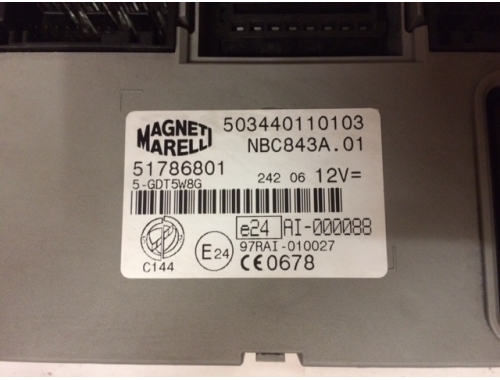 MAGNETI
MARELLI
503440110103
NBC843A.01
51786801
5-GDT5W8G
242 06 12V=
e24 AI-000088
97RAI-010027
E24
CE0678
C144